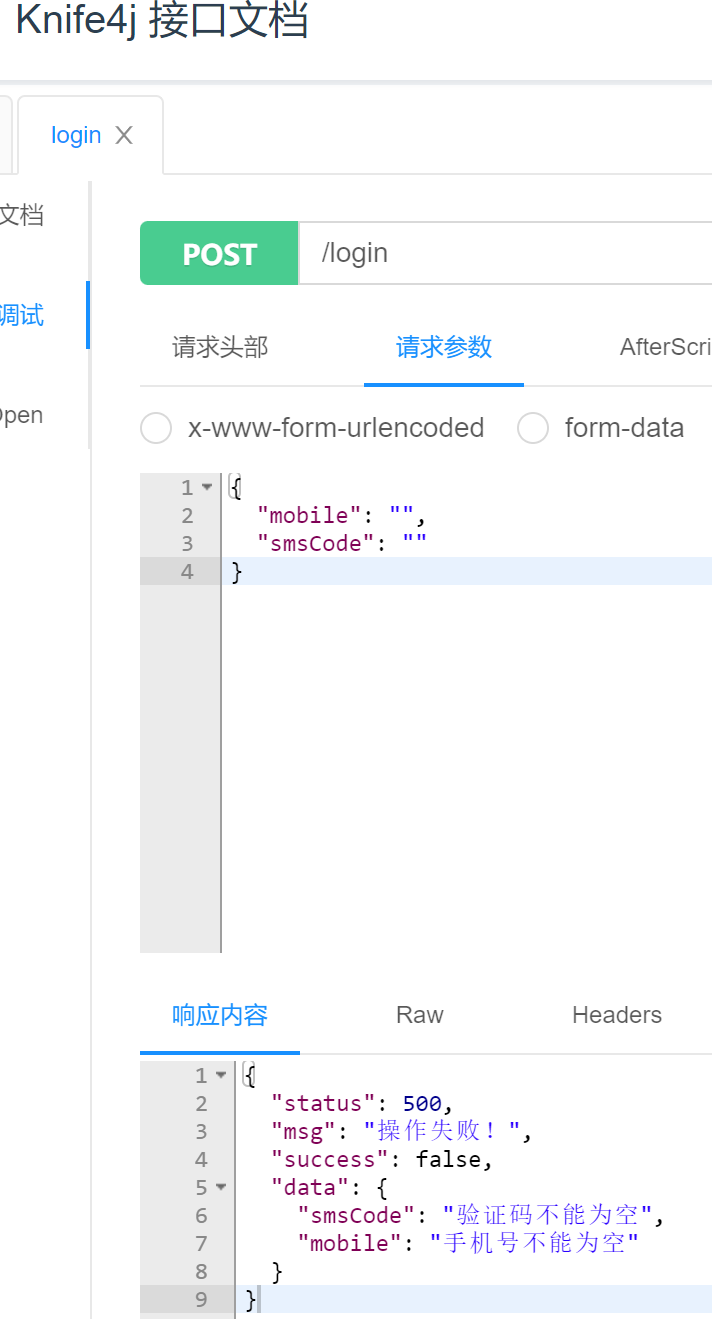 Knife4j 接口文档
login X
文档
POST /login
调试
请求头部 请求参数 AfterScri
Open
x-www-form-urlencoded form-data
1 {
2 "mobile": "",
3 "smsCode": ""
4 }
响应内容 Raw Headers
1 {
2 "status": 500,
3 "msg": "操作失败！",
4 "success": false,
5 "data": {
6 "smsCode": "验证码不能为空",
7 "mobile": "手机号不能为空"
8 }
9 }